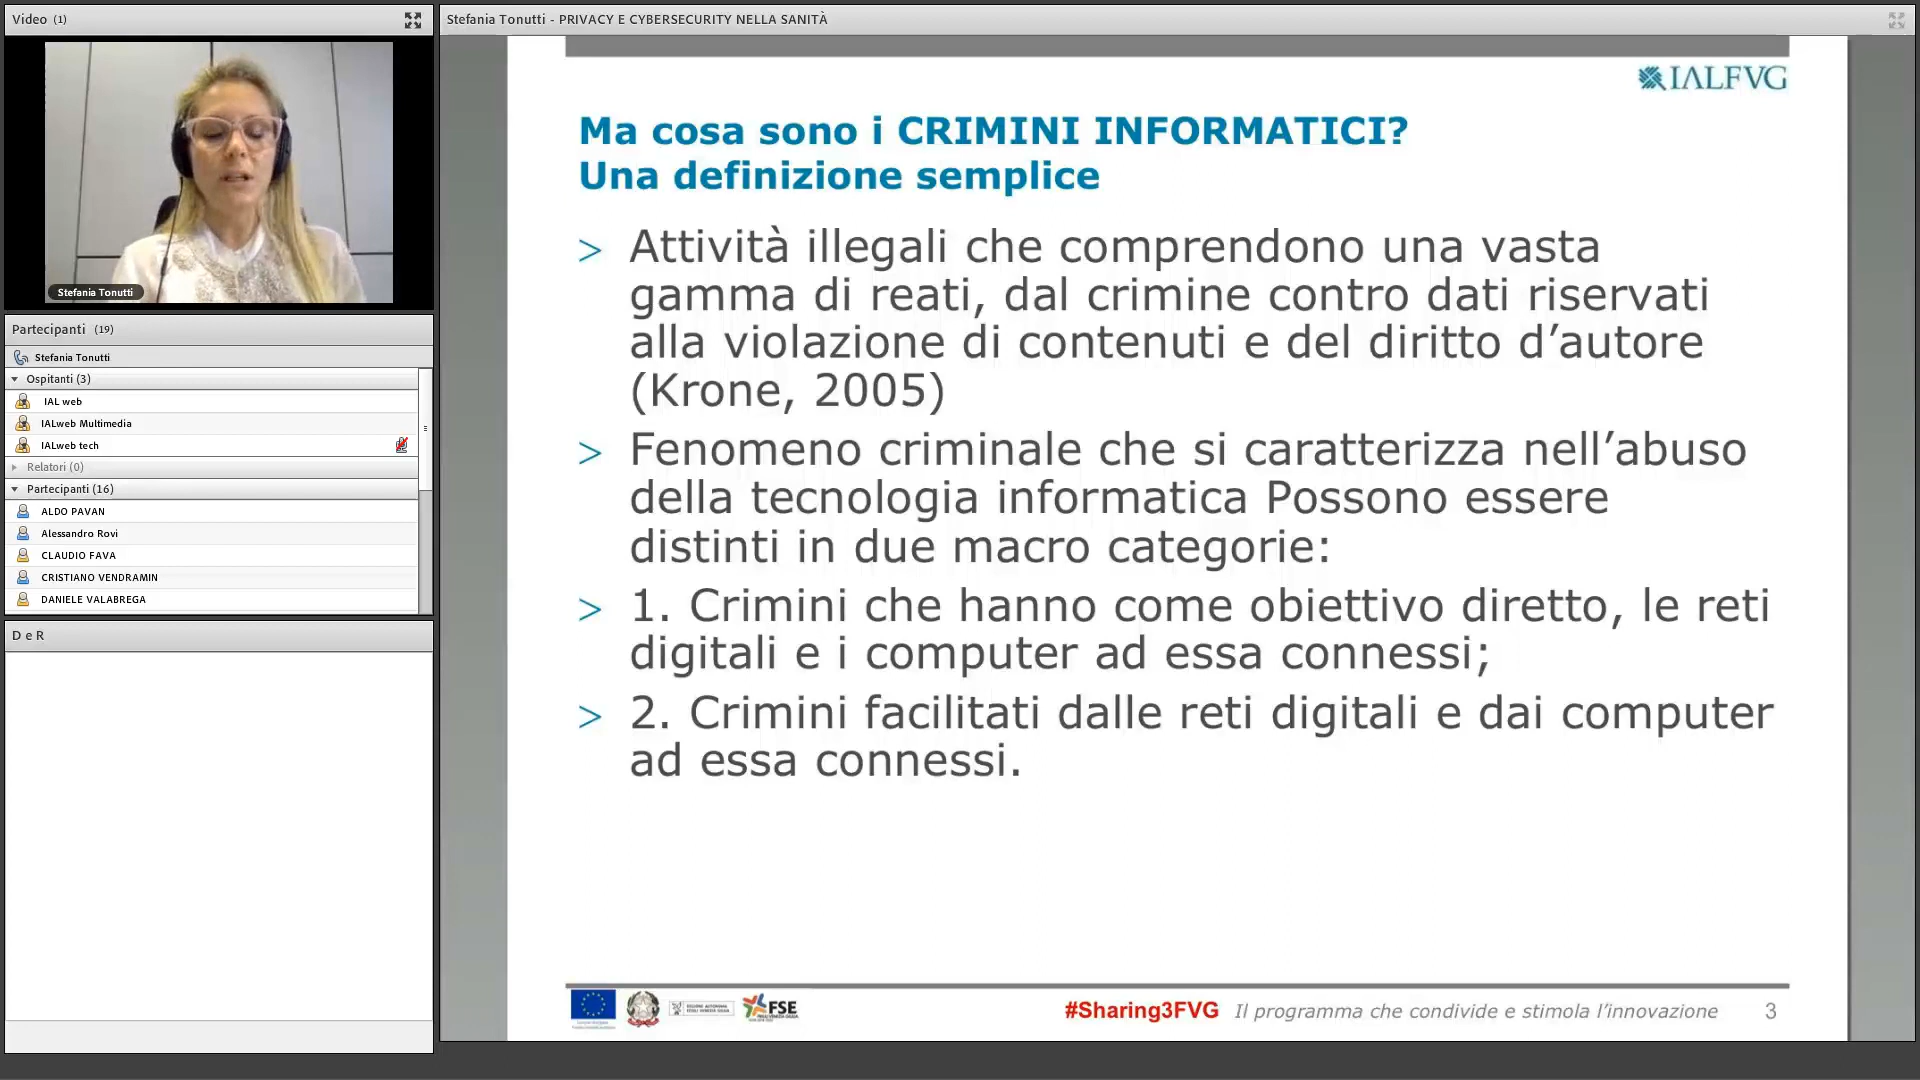 Video (1)
Stefania Tonutti
Partecipanti (19)
Stefania Tonutti
Ospitanti (3)
IAL web
IALweb Multimedia
IALweb tech
Relatori (0)
Partecipanti (16)
ALDO PAVAN
Alessandro Rovi
CLAUDIO FAVA
CRISTIANO VENDRAMIN
DANIELE VALABREGA
D e R
Stefania Tonutti - PRIVACY E CYBERSECURITY NELLA SANITÀ
IALFVG
Ma cosa sono i CRIMINI INFORMATICI?
Una definizione semplice
> Attività illegali che comprendono una vasta
gamma di reati, dal crimine contro dati riservati
alla violazione di contenuti e del diritto d’autore
(Krone, 2005)
> Fenomeno criminale che si caratterizza nell’abuso
della tecnologia informatica Possono essere
distinti in due macro categorie:
> 1. Crimini che hanno come obiettivo diretto, le reti
digitali e i computer ad essa connessi;
> 2. Crimini facilitati dalle reti digitali e dai computer
ad essa connessi.
FSE
#Sharing3FVG Il programma che condivide e stimola l’innovazione 3